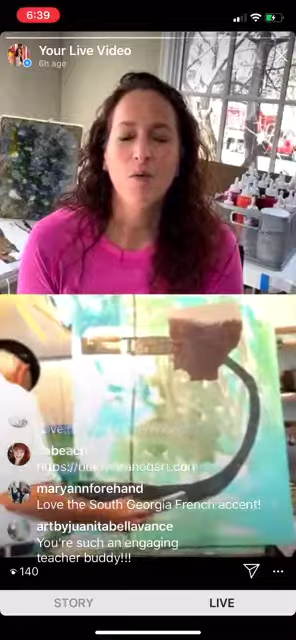 6:39
Your Live Video
6h ago
maryannforehand
Love the South Georgia French accent!
artbyjuanitabellavance
You're such an engaging
teacher buddy!!!
140
STORY
LIVE